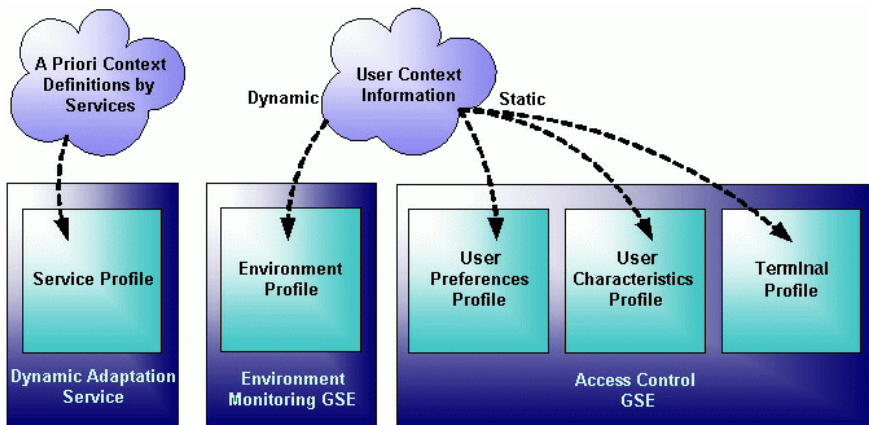 A Priori Context
Definitions by
Services
User Context
Information
Dynamic
Static
Service Profile
Environment
Profile
User
Preferences
Profile
User
Characteristics
Profile
Terminal
Profile
Dynamic Adaptation
Service
Environment
Monitoring GSE
Access Control
GSE